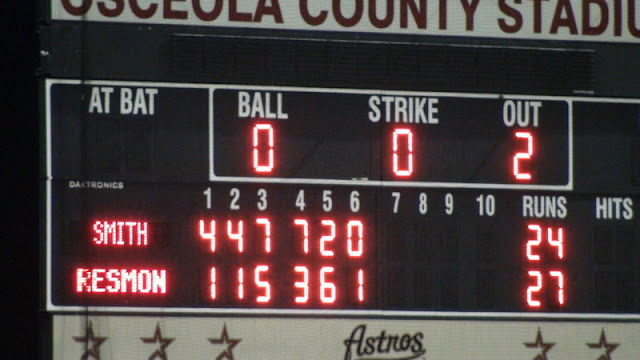 OSCEOLA COUNTY STADIU
AT BAT BALL STRIKE OUT
0 0 2
DAKTRONICS
1 2 3 4 5 6 7 8 9 10 RUNS HITS
SMITH 4 4 7 7 2 0 24
RESMON 1 1 5 3 6 1 27
Astros